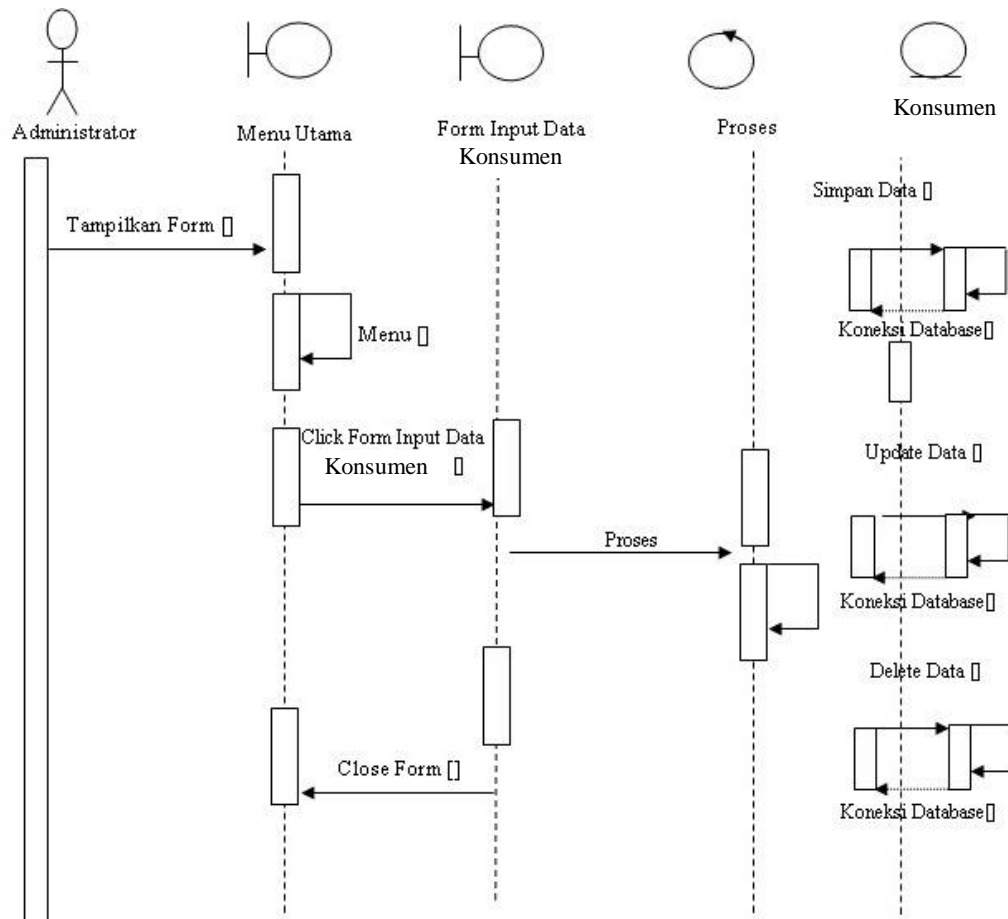 Administrator
Menu Utama
Form Input Data
Konsumen
Proses
Konsumen
Tampilkan Form []
Menu []
Click Form Input Data
Konsumen []
Proses
Close Form []
Simpan Data []
Koneksi Database[]
Update Data []
Koneksi Database[]
Delete Data []
Koneksi Database[]